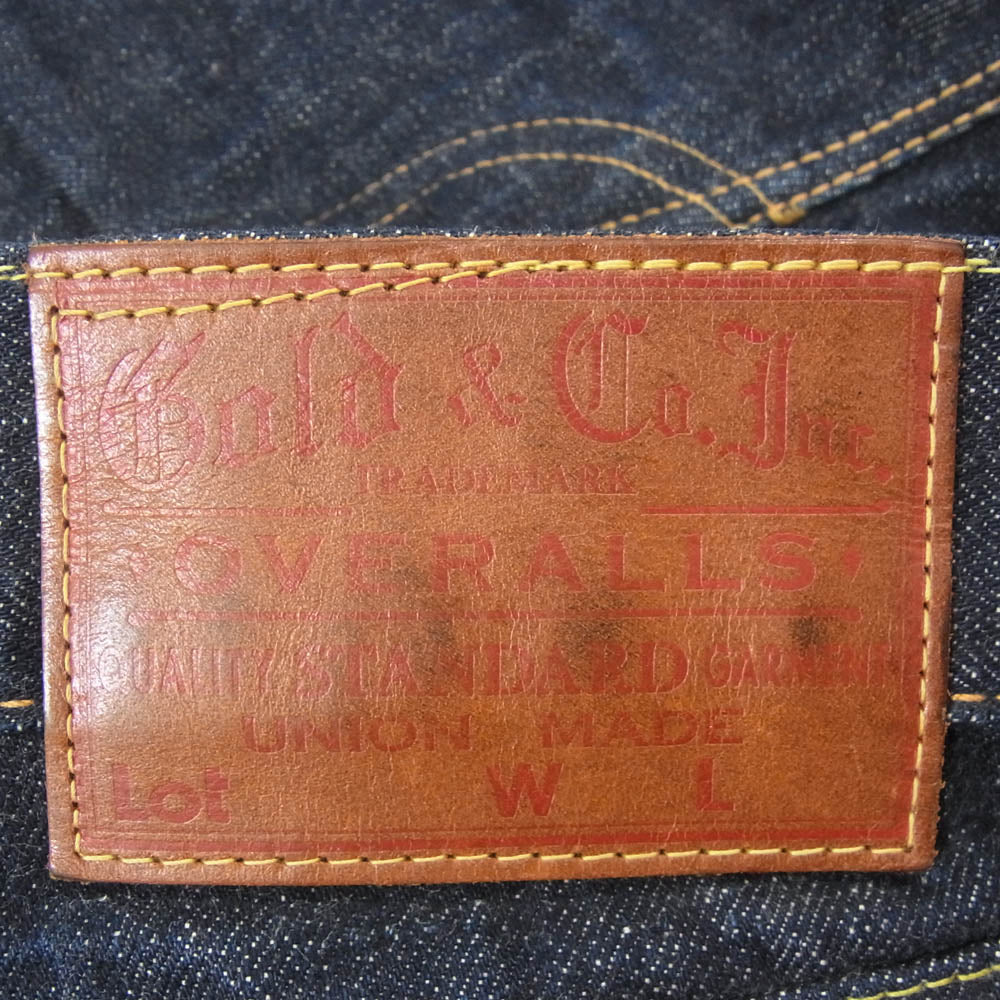 Gold & Co. Inc.
TRADEMARK
OVERALLS
QUALITY STANDARD GARMENT
UNION MADE
Lot W L